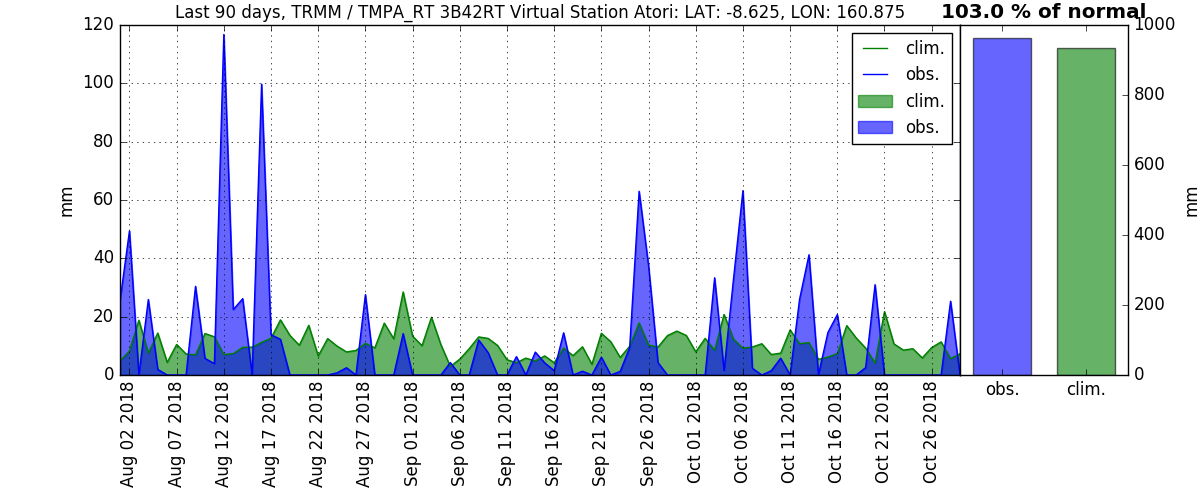 Last 90 days, TRMM / TMPA_RT 3B42RT Virtual Station Atori: LAT: -8.625, LON: 160.875
103.0 % of normal
120
100
80
60
40
20
0
mm
clim.
obs.
clim.
obs.
1000
800
600
400
200
0
mm
obs.
clim.
Aug 02 2018
Aug 07 2018
Aug 12 2018
Aug 17 2018
Aug 22 2018
Aug 27 2018
Sep 01 2018
Sep 06 2018
Sep 11 2018
Sep 16 2018
Sep 21 2018
Sep 26 2018
Oct 01 2018
Oct 06 2018
Oct 11 2018
Oct 16 2018
Oct 21 2018
Oct 26 2018